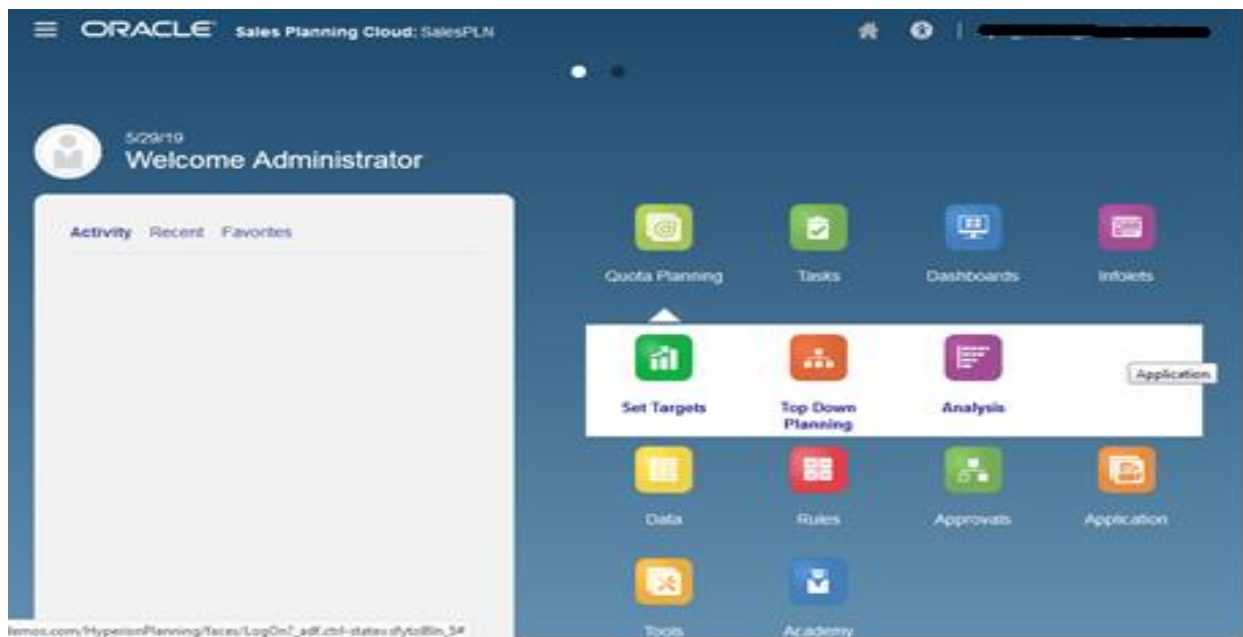 ORACLE Sales Planning Cloud: SalesPLN
5/29/19
Welcome Administrator
Activity Recent Favorites
Quota Planning Tasks Dashboards Infolets
Application
Set Targets Top Down Planning Analysis
Data Rules Approvals Application
Tools Academy